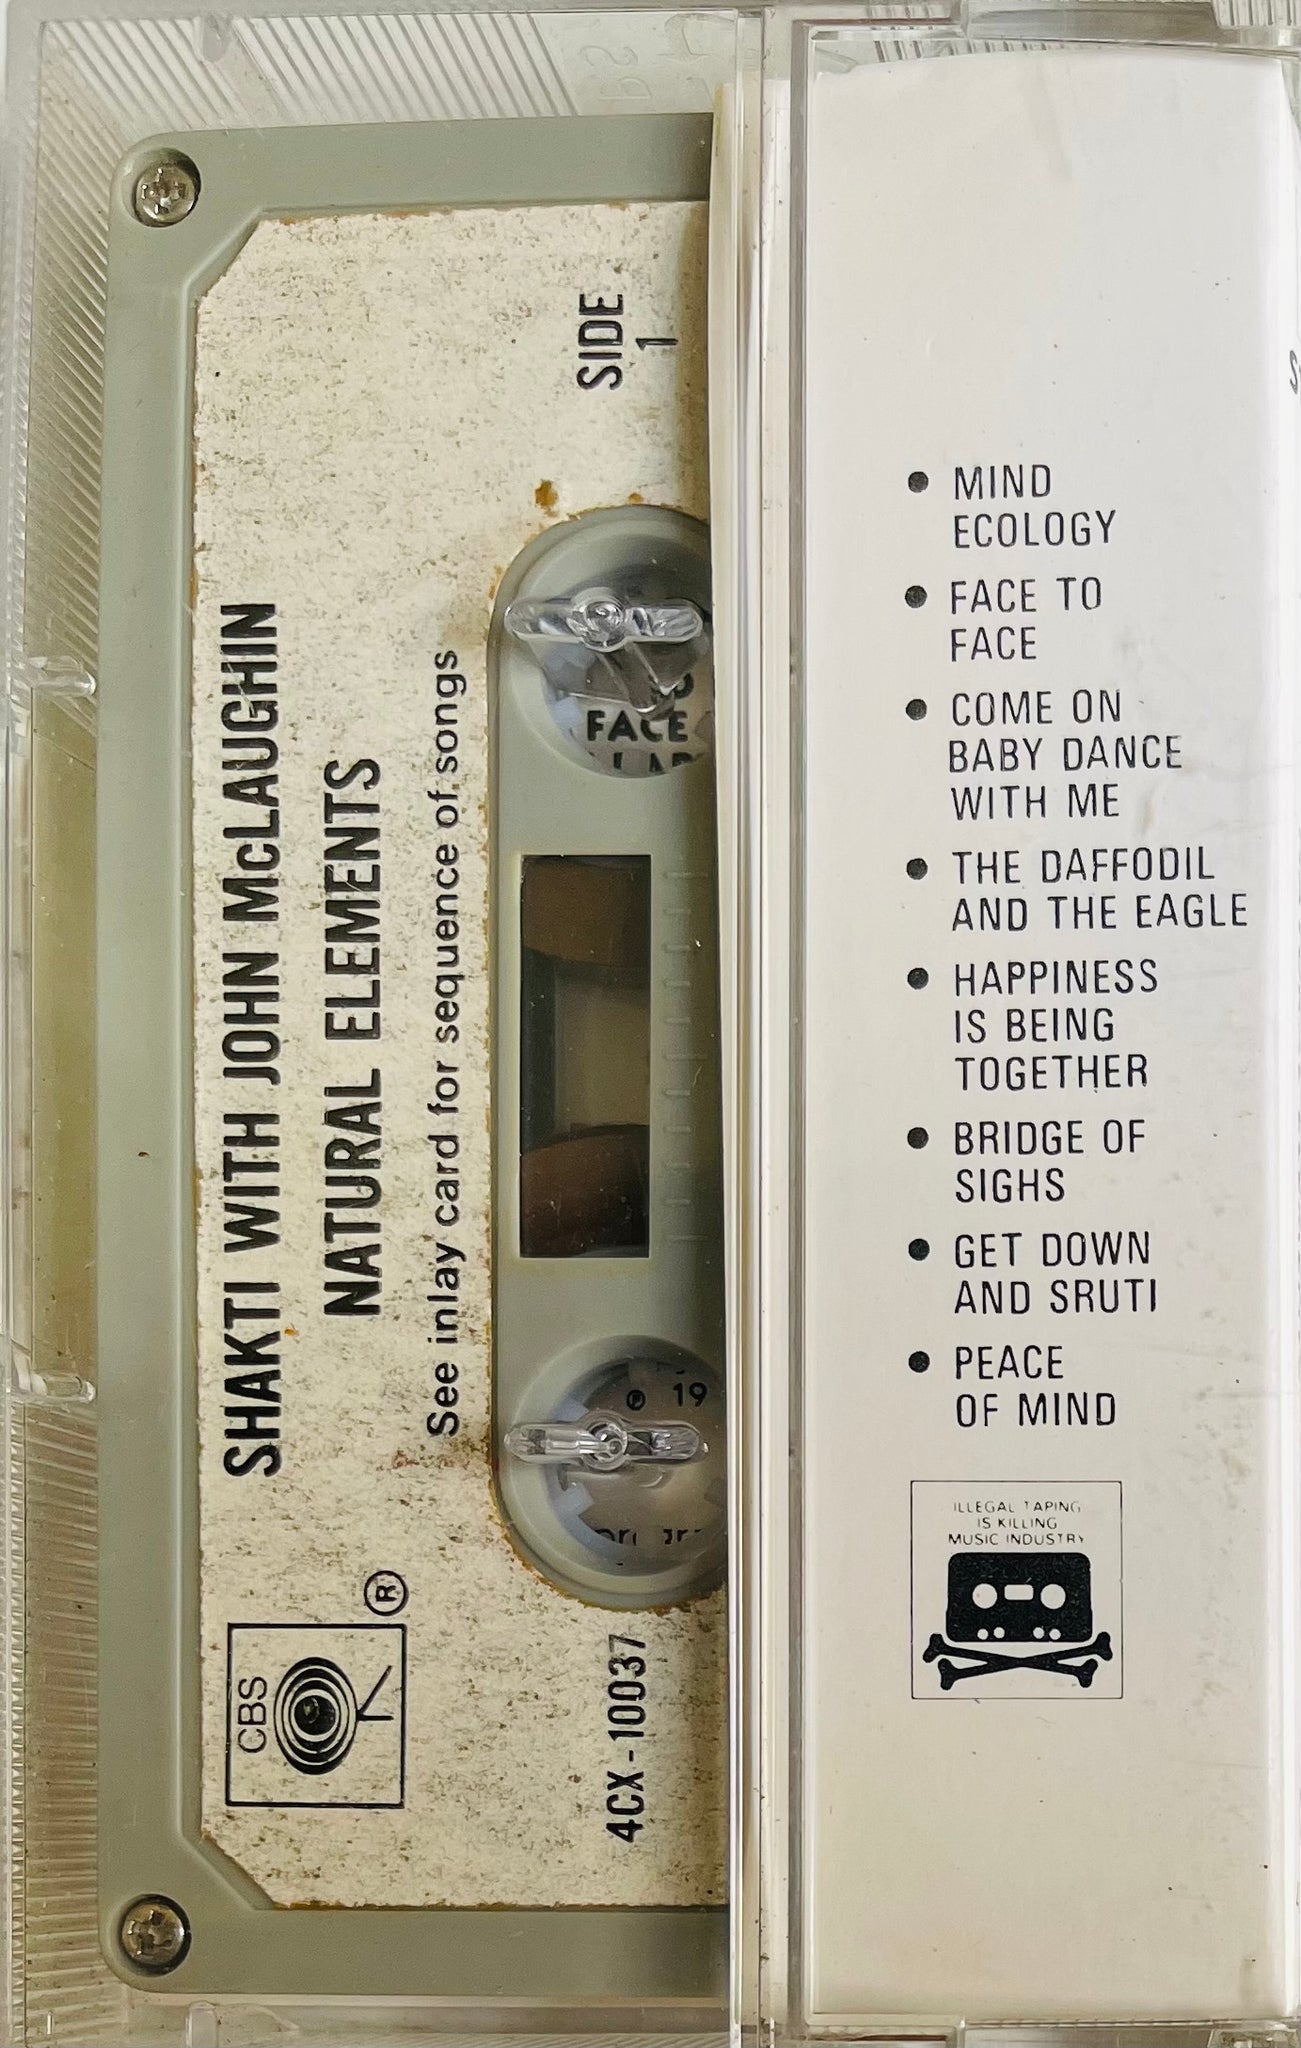 SHAKTI WITH JOHN McLAUGHIN
NATURAL ELEMENTS
See inlay card for sequence of songs
SIDE
1
CBS
®
4CX-10037
FACE
℗ 19
• MIND
ECOLOGY
• FACE TO
FACE
• COME ON
BABY DANCE
WITH ME
• THE DAFFODIL
AND THE EAGLE
• HAPPINESS
IS BEING
TOGETHER
• BRIDGE OF
SIGHS
• GET DOWN
AND SRUTI
• PEACE
OF MIND
ILLEGAL TAPING
IS KILLING
MUSIC INDUSTRY